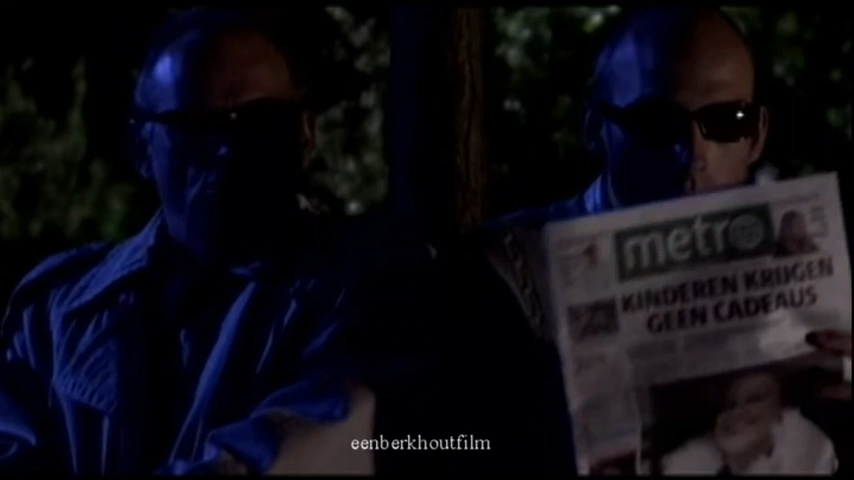 metro
KINDEREN KRIJGEN
GEEN CADEAUS
eenberkhoutfilm